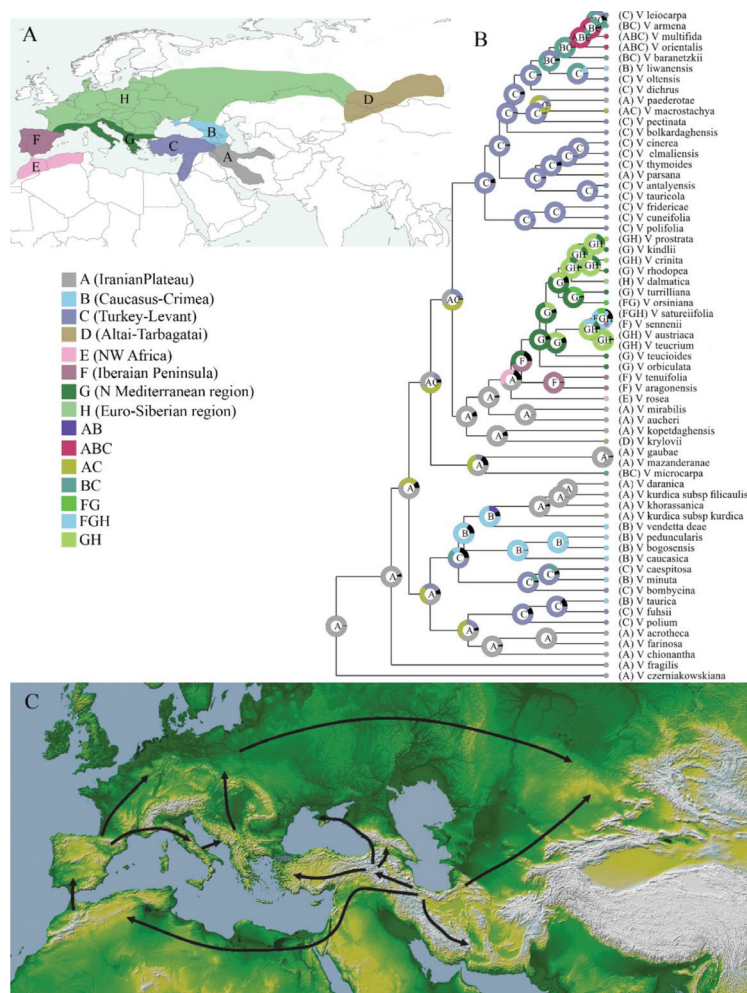 A
H
D
B
F
G
C
A
E
A (IranianPlateau)
B (Caucasus-Crimea)
C (Turkey-Levant)
D (Altai-Tarbagatai)
E (NW Africa)
F (Iberaian Peninsula)
G (N Mediterranean region)
H (Euro-Siberian region)
AB
ABC
AC
BC
FG
FGH
GH
B
(C) V leiocarpa
(BC) V armena
(ABC) V multifida
(ABC) V orientalis
(BC) V baranetzkii
(B) V liwanensis
(C) V oltensis
(C) V dichrus
(A) V paederotae
(AC) V macrostachya
(C) V pectinata
(C) V bolkardaghensis
(C) V cinerea
(C) V elmaliensis
(C) V thymoides
(A) V parsana
(C) V antalyensis
(C) V tauricola
(C) V fridericae
(C) V cuneifolia
(C) V polifolia
(GH) V prostrata
(G) V kindlii
(GH) V crinita
(G) V rhodopea
(H) V dalmatica
(G) V turrilliana
(FG) V orsiniana
(FGH) V satureiifolia
(F) V sennenii
(GH) V austriaca
(GH) V teucrium
(G) V teucioides
(G) V orbiculata
(F) V tenuifolia
(F) V aragonensis
(E) V rosea
(A) V mirabilis
(A) V aucheri
(A) V kopetdaghensis
(D) V krylovii
(A) V gaubae
(A) V mazanderanae
(BC) V microcarpa
(A) V daranica
(A) V kurdica subsp filicaulis
(A) V khorassanica
(A) V kurdica subsp kurdica
(B) V vendetta deae
(B) V peduncularis
(B) V bogosensis
(B) V caucasica
(C) V caespitosa
(B) V minuta
(C) V bombycina
(B) V taurica
(C) V fuhsii
(C) V polium
(A) V acrotheca
(A) V farinosa
(A) V chionantha
(A) V fragilis
(A) V czerniakowskiana
C